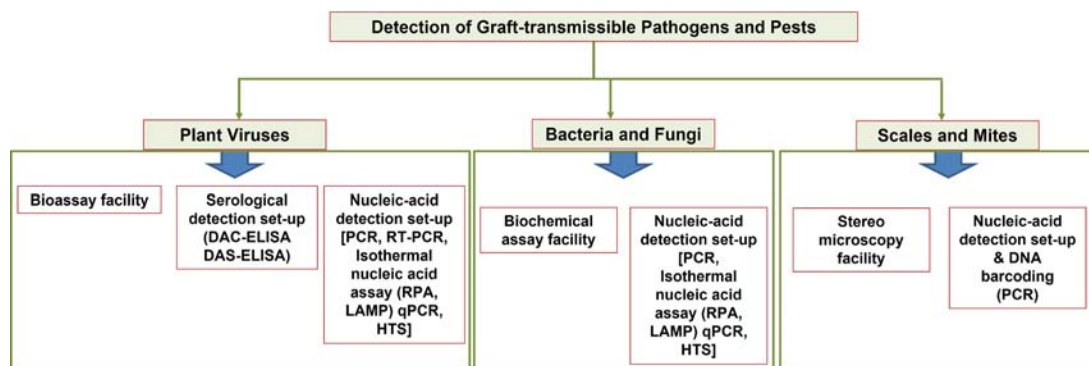 Detection of Graft-transmissible Pathogens and Pests
Plant Viruses
Bioassay facility
Serological
detection set-up
(DAC-ELISA
DAS-ELISA)
Nucleic-acid
detection set-up
[PCR, RT-PCR,
Isothermal
nucleic acid
assay (RPA,
LAMP) qPCR,
HTS]
Bacteria and Fungi
Biochemical
assay facility
Nucleic-acid
detection set-up
[PCR,
Isothermal
nucleic acid
assay (RPA,
LAMP) qPCR,
HTS]
Scales and Mites
Stereo
microscopy
facility
Nucleic-acid
detection set-up
& DNA
barcoding
(PCR)